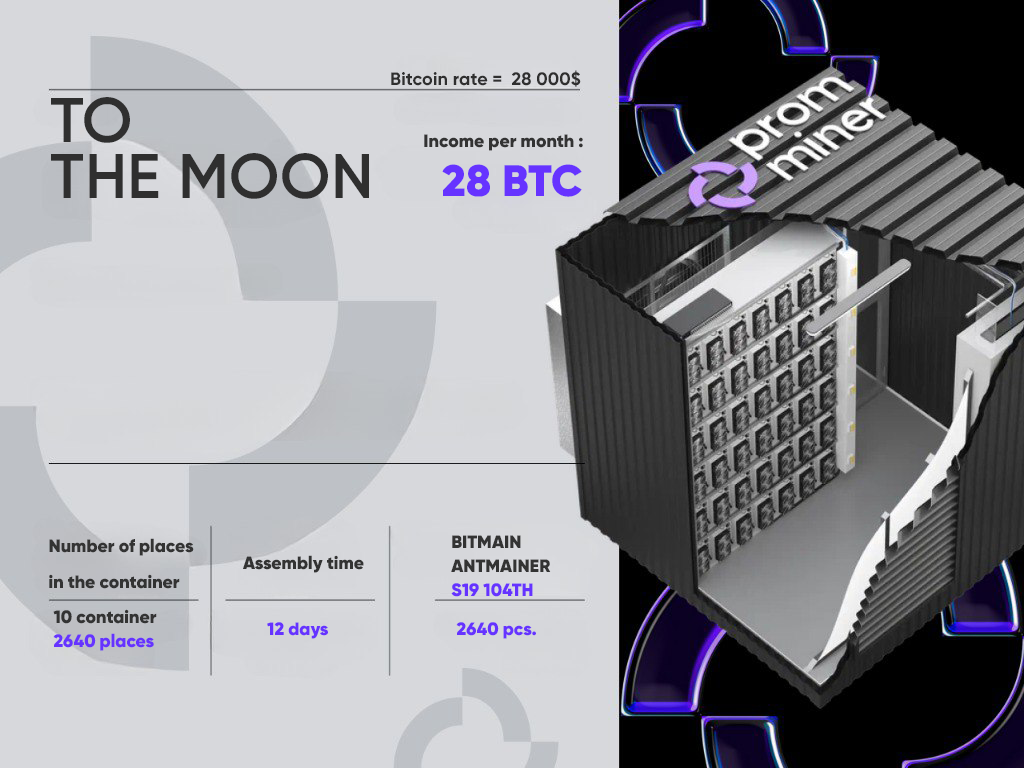 Bitcoin rate = 28 000$
TO
THE MOON
Income per month :
28 BTC
prom
miner
Number of places
in the container
10 container
2640 places
Assembly time
12 days
BITMAIN
ANTMAINER
S19 104TH
2640 pcs.